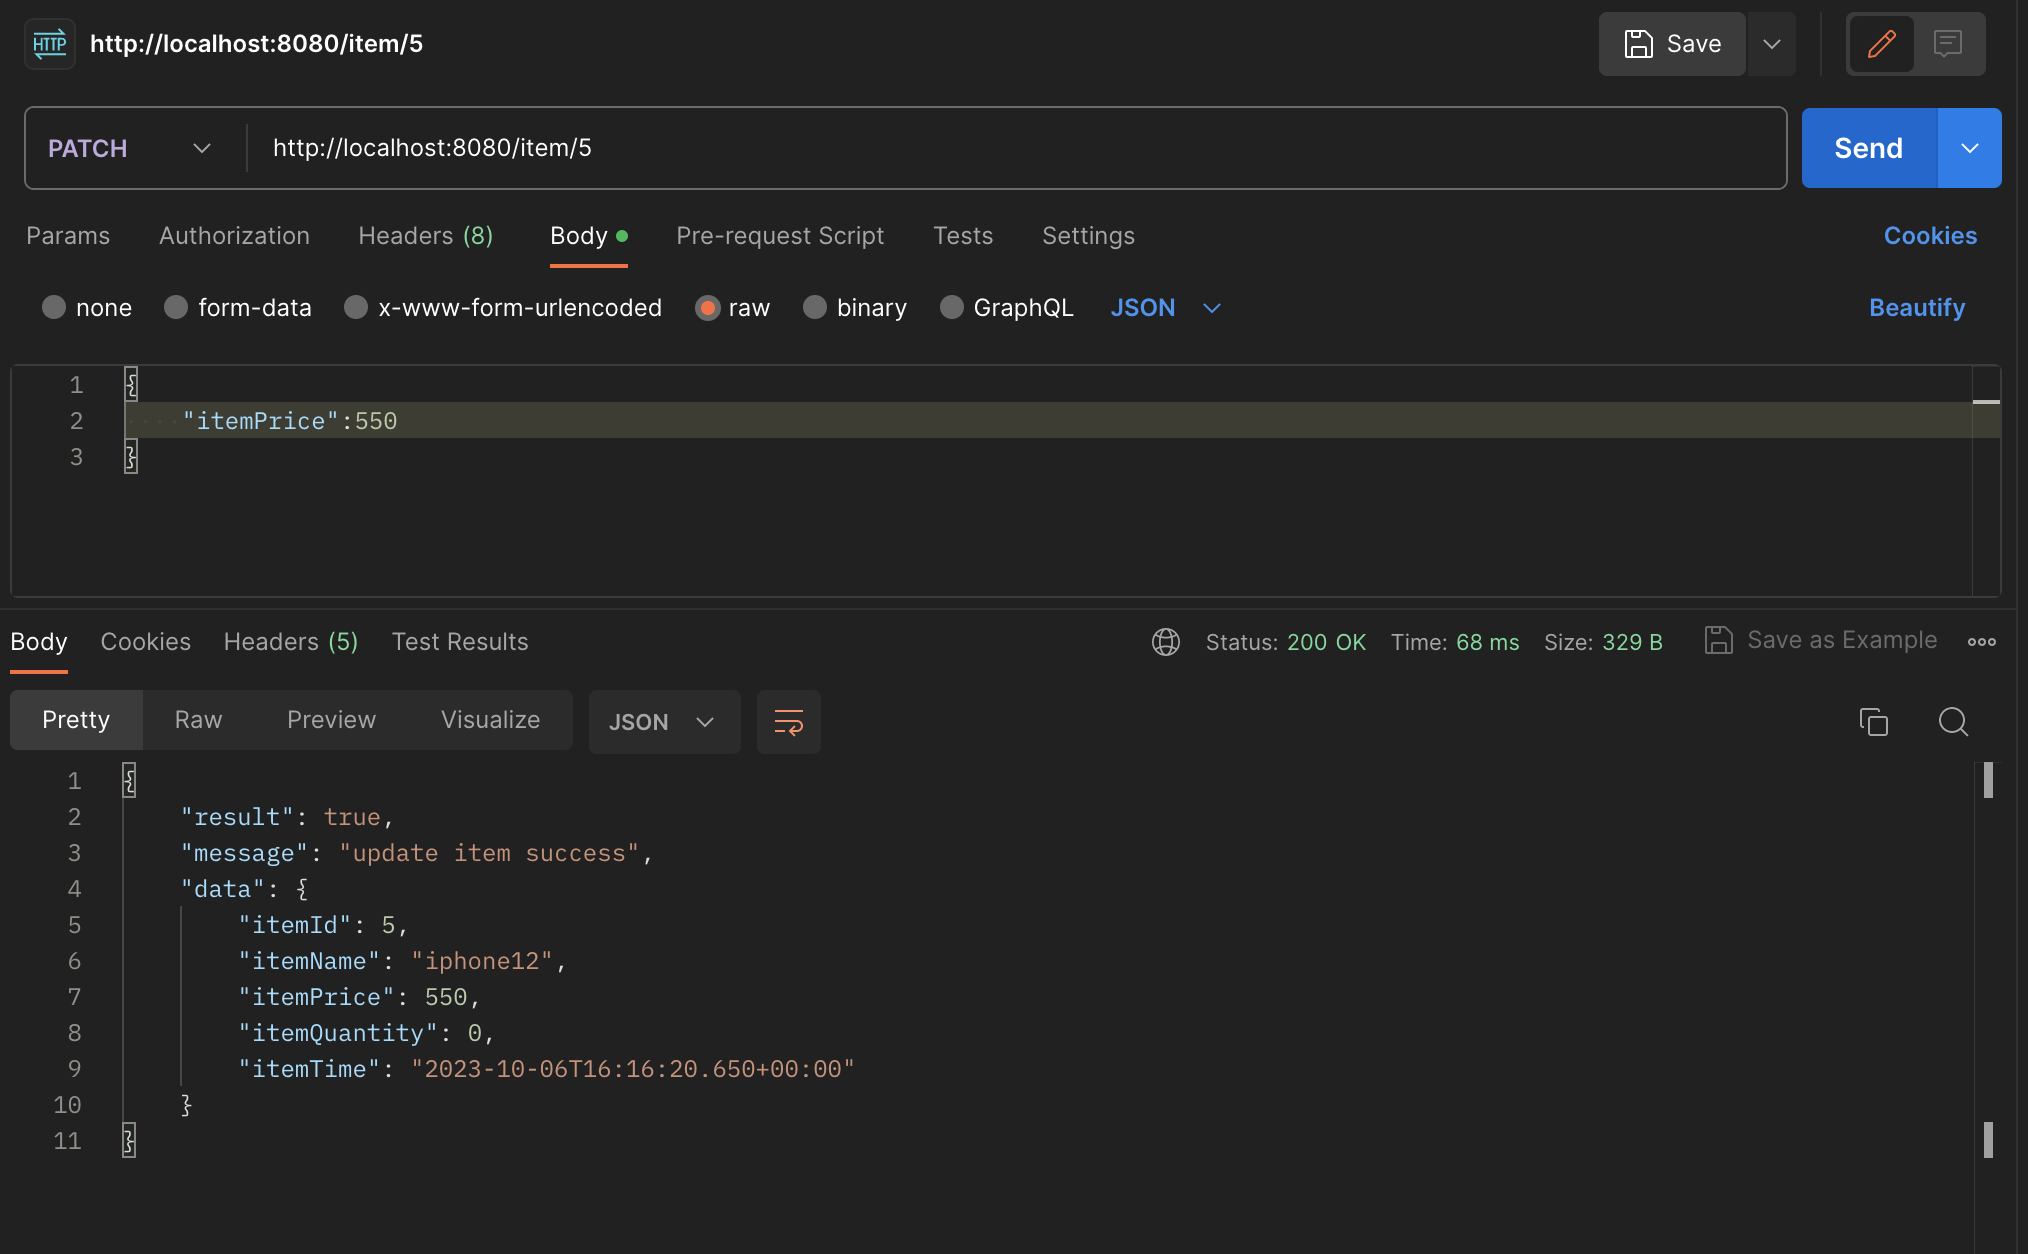 HTTP http://localhost:8080/item/5 Save
PATCH http://localhost:8080/item/5 Send
Params Authorization Headers (8) Body Pre-request Script Tests Settings Cookies
none form-data x-www-form-urlencoded raw binary GraphQL JSON Beautify
1 {
2 "itemPrice":550
3 }
Body Cookies Headers (5) Test Results Status: 200 OK Time: 68 ms Size: 329 B Save as Example
Pretty Raw Preview Visualize JSON
1 {
2 "result": true,
3 "message": "update item success",
4 "data": {
5 "itemId": 5,
6 "itemName": "iphone12",
7 "itemPrice": 550,
8 "itemQuantity": 0,
9 "itemTime": "2023-10-06T16:16:20.650+00:00"
10 }
11 }